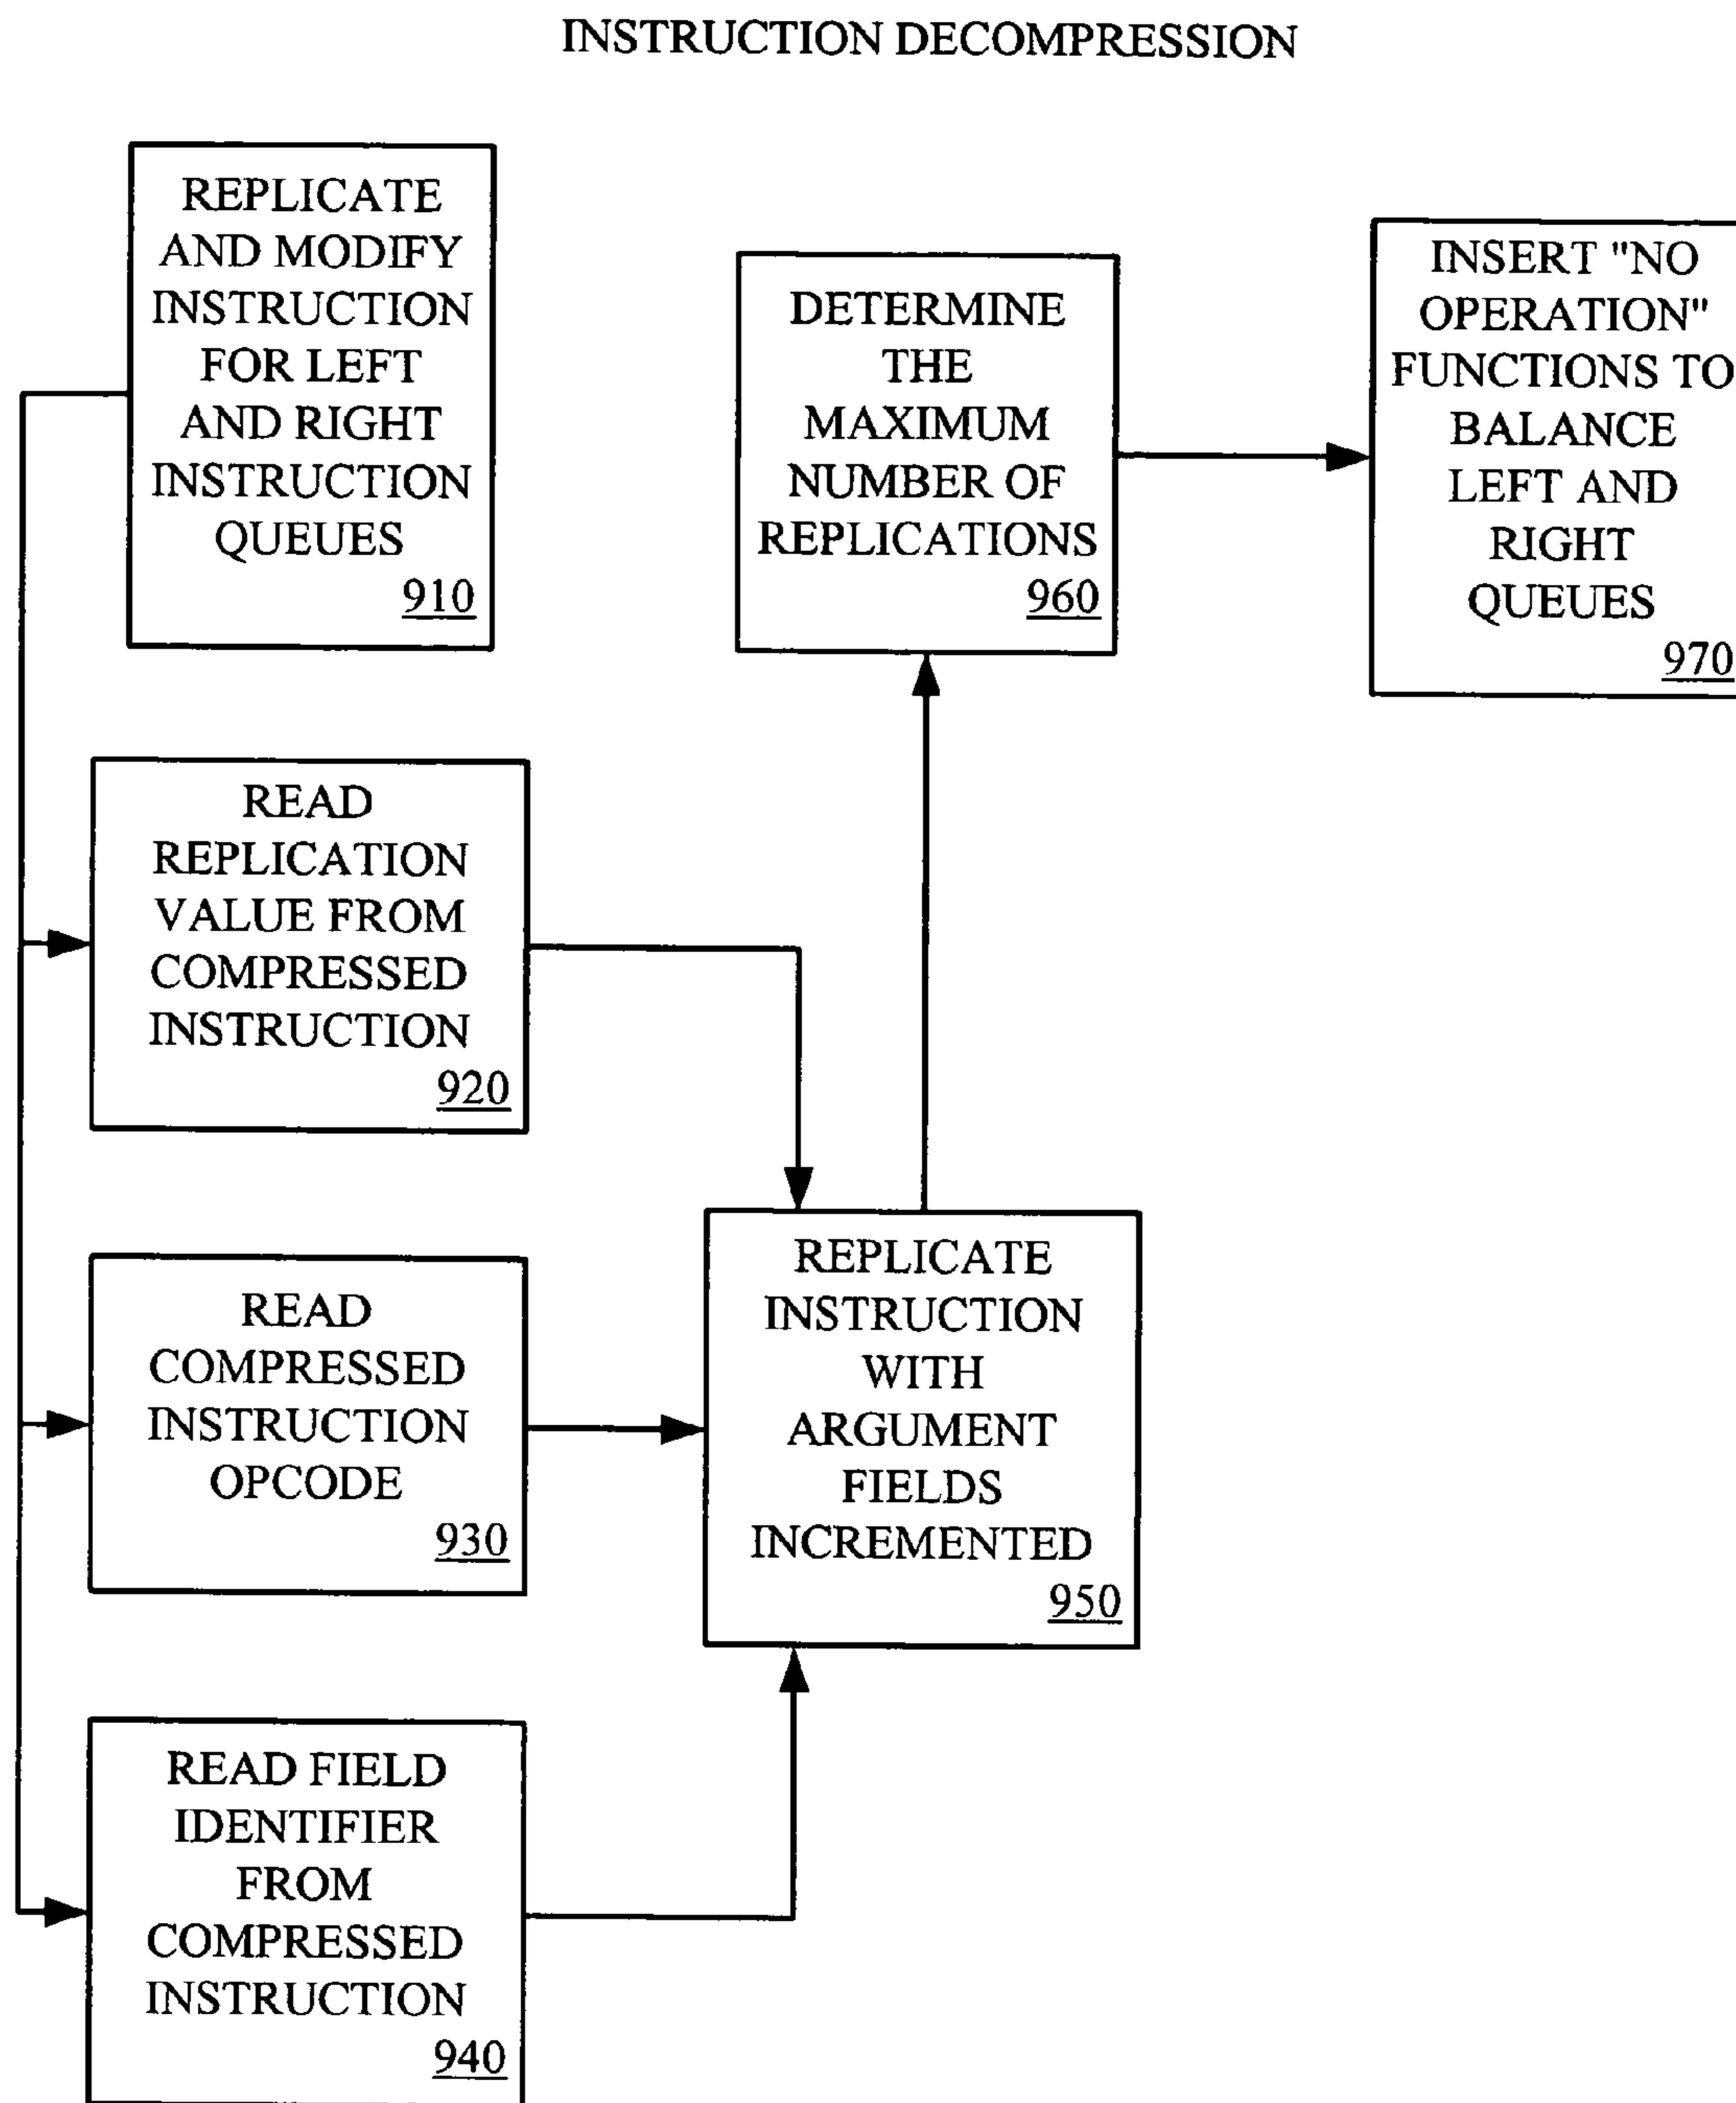 INSTRUCTION DECOMPRESSION
REPLICATE
AND MODIFY
INSTRUCTION
FOR LEFT
AND RIGHT
INSTRUCTION
QUEUES
910
READ
REPLICATION
VALUE FROM
COMPRESSED
INSTRUCTION
920
READ
COMPRESSED
INSTRUCTION
OPCODE
930
READ FIELD
IDENTIFIER
FROM
COMPRESSED
INSTRUCTION
940
REPLICATE
INSTRUCTION
WITH
ARGUMENT
FIELDS
INCREMENTED
950
DETERMINE
THE
MAXIMUM
NUMBER OF
REPLICATIONS
960
INSERT "NO
OPERATION"
FUNCTIONS TO
BALANCE
LEFT AND
RIGHT
QUEUES
970